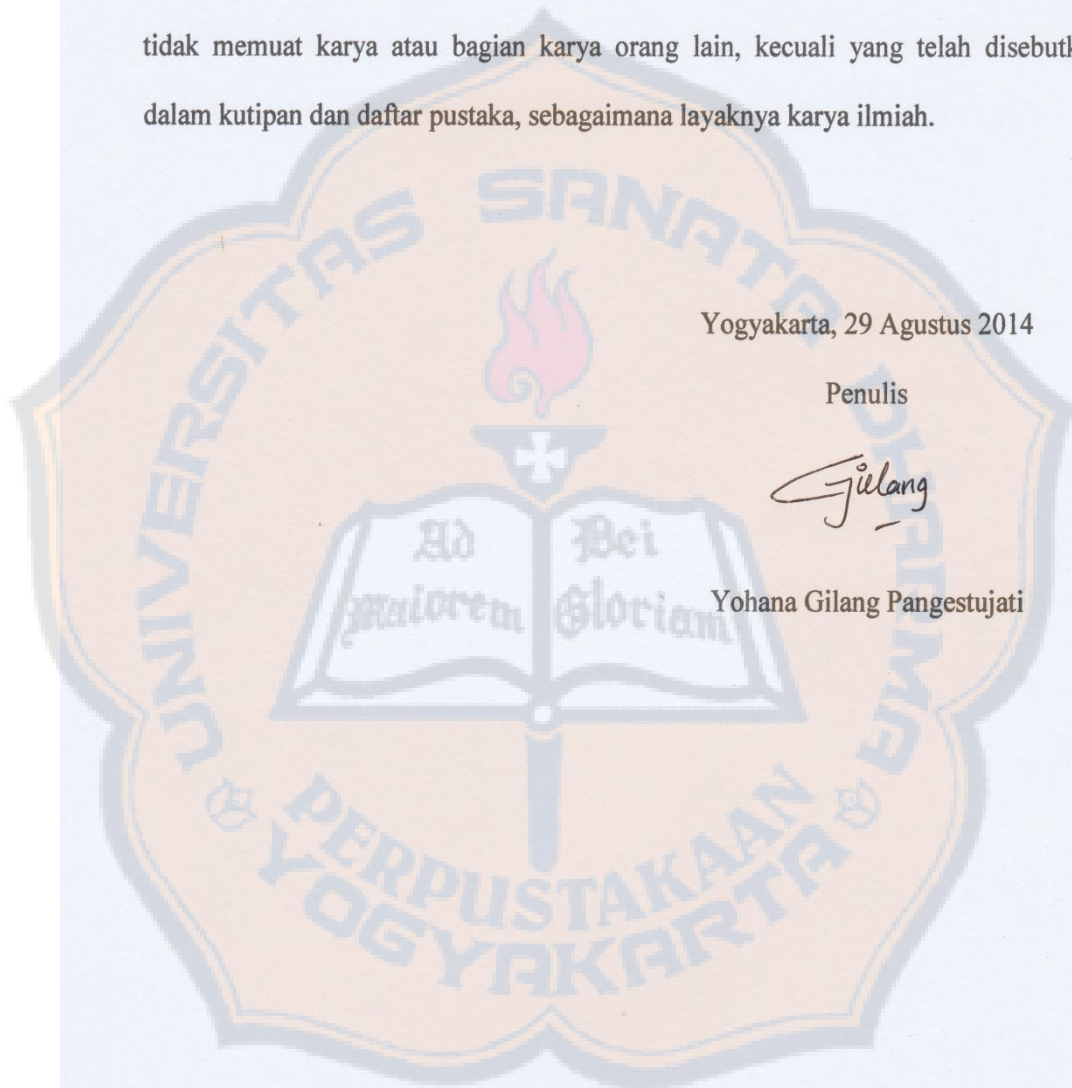 tidak memuat karya atau bagian karya orang lain, kecuali yang telah disebutk
dalam kutipan dan daftar pustaka, sebagaimana layaknya karya ilmiah.
UNIVERSITAS SANATA DHARMA
Yogyakarta, 29 Agustus 2014
Penulis
Gielang
Ad Dei
Maiorem Gloriam
Yohana Gilang Pangestujati
PERPUSTAKAAN
YOGYAKARTA